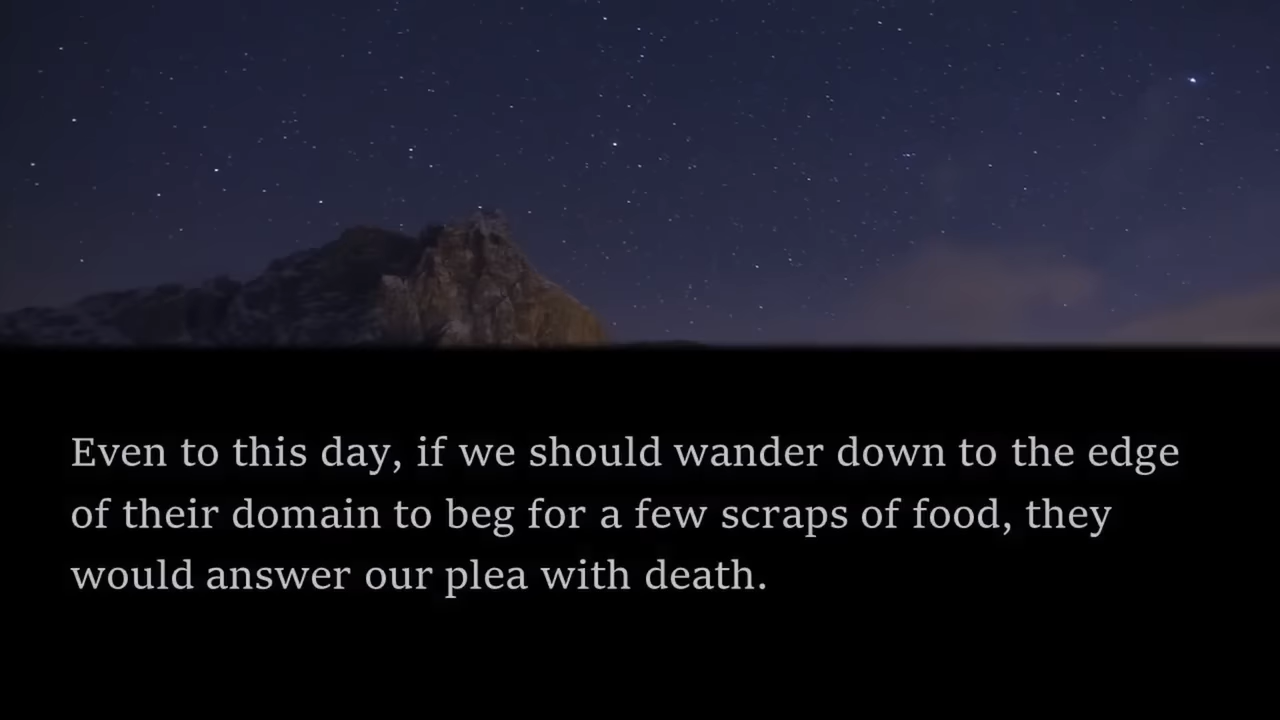 Even to this day, if we should wander down to the edge
of their domain to beg for a few scraps of food, they
would answer our plea with death.